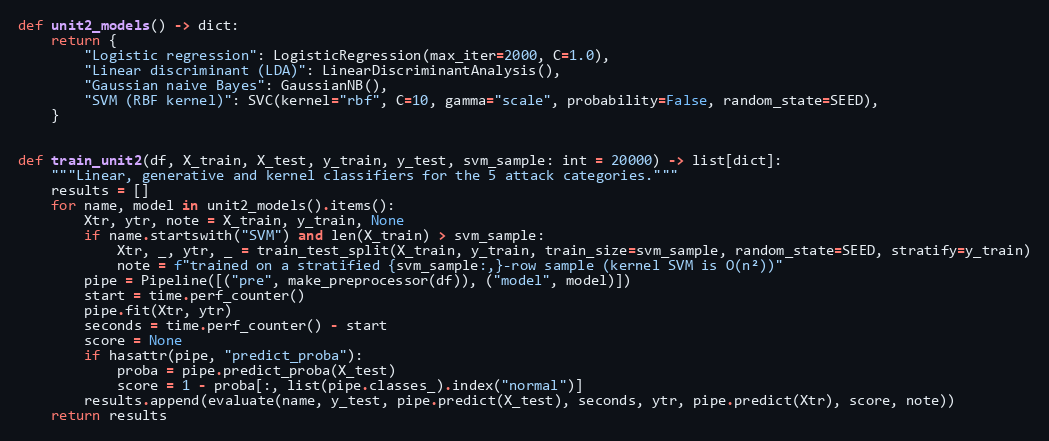 def unit2_models() -> dict:
    return {
        "Logistic regression": LogisticRegression(max_iter=2000, C=1.0),
        "Linear discriminant (LDA)": LinearDiscriminantAnalysis(),
        "Gaussian naive Bayes": GaussianNB(),
        "SVM (RBF kernel)": SVC(kernel="rbf", C=10, gamma="scale", probability=False, random_state=SEED),
    }


def train_unit2(df, X_train, X_test, y_train, y_test, svm_sample: int = 20000) -> list[dict]:
    """Linear, generative and kernel classifiers for the 5 attack categories."""
    results = []
    for name, model in unit2_models().items():
        Xtr, ytr, note = X_train, y_train, None
        if name.startswith("SVM") and len(X_train) > svm_sample:
            Xtr, _, ytr, _ = train_test_split(X_train, y_train, train_size=svm_sample, random_state=SEED, stratify=y_train)
            note = f"trained on a stratified {svm_sample:,}-row sample (kernel SVM is O(n²))"
        pipe = Pipeline([("pre", make_preprocessor(df)), ("model", model)])
        start = time.perf_counter()
        pipe.fit(Xtr, ytr)
        seconds = time.perf_counter() - start
        score = None
        if hasattr(pipe, "predict_proba"):
            proba = pipe.predict_proba(X_test)
            score = 1 - proba[:, list(pipe.classes_).index("normal")]
        results.append(evaluate(name, y_test, pipe.predict(X_test), seconds, ytr, pipe.predict(Xtr), score, note))
    return results